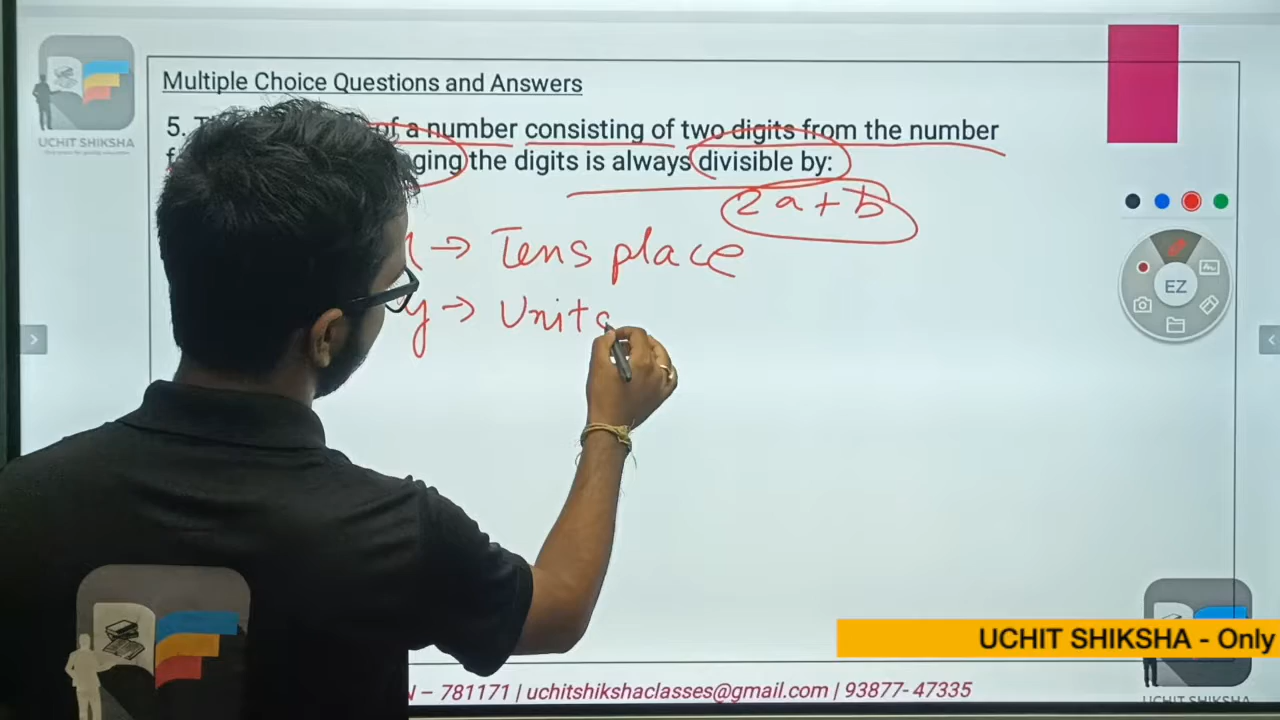 UCHIT SHIKSHA
Multiple Choice Questions and Answers
5. of a number consisting of two digits from the number
ging the digits is always divisible by:
2a+b
→ Tens place
y → Units
EZ
UCHIT SHIKSHA - Only
– 781171 | uchitshikshaclasses@gmail.com | 93877- 47335
UCHIT SHIKSHA